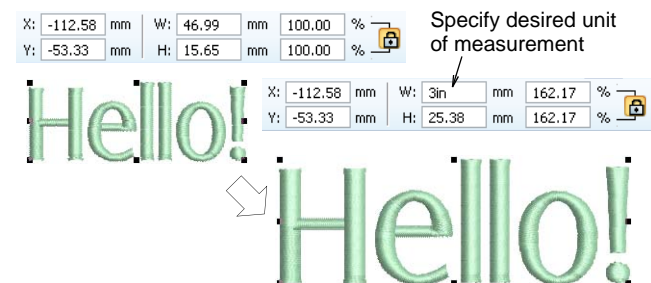 X: -112.58 mm W: 46.99 mm 100.00 %
Y: -53.33 mm H: 15.65 mm 100.00 %
Specify desired unit
of measurement
X: -112.58 mm W: 3in mm 162.17 %
Y: -53.33 mm H: 25.38 mm 162.17 %
Hello!
Hello!